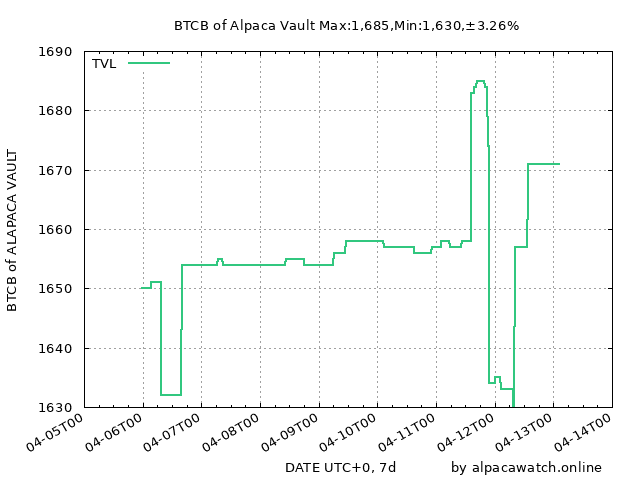 BTCB of Alpaca Vault Max:1,685,Min:1,630,±3.26%
TVL
1690
1680
1670
1660
1650
1640
1630
BTCB of ALAPACA VAULT
04-05T00
04-06T00
04-07T00
04-08T00
04-09T00
04-10T00
04-11T00
04-12T00
04-13T00
04-14T00
DATE UTC+0, 7d
by alpacawatch.online